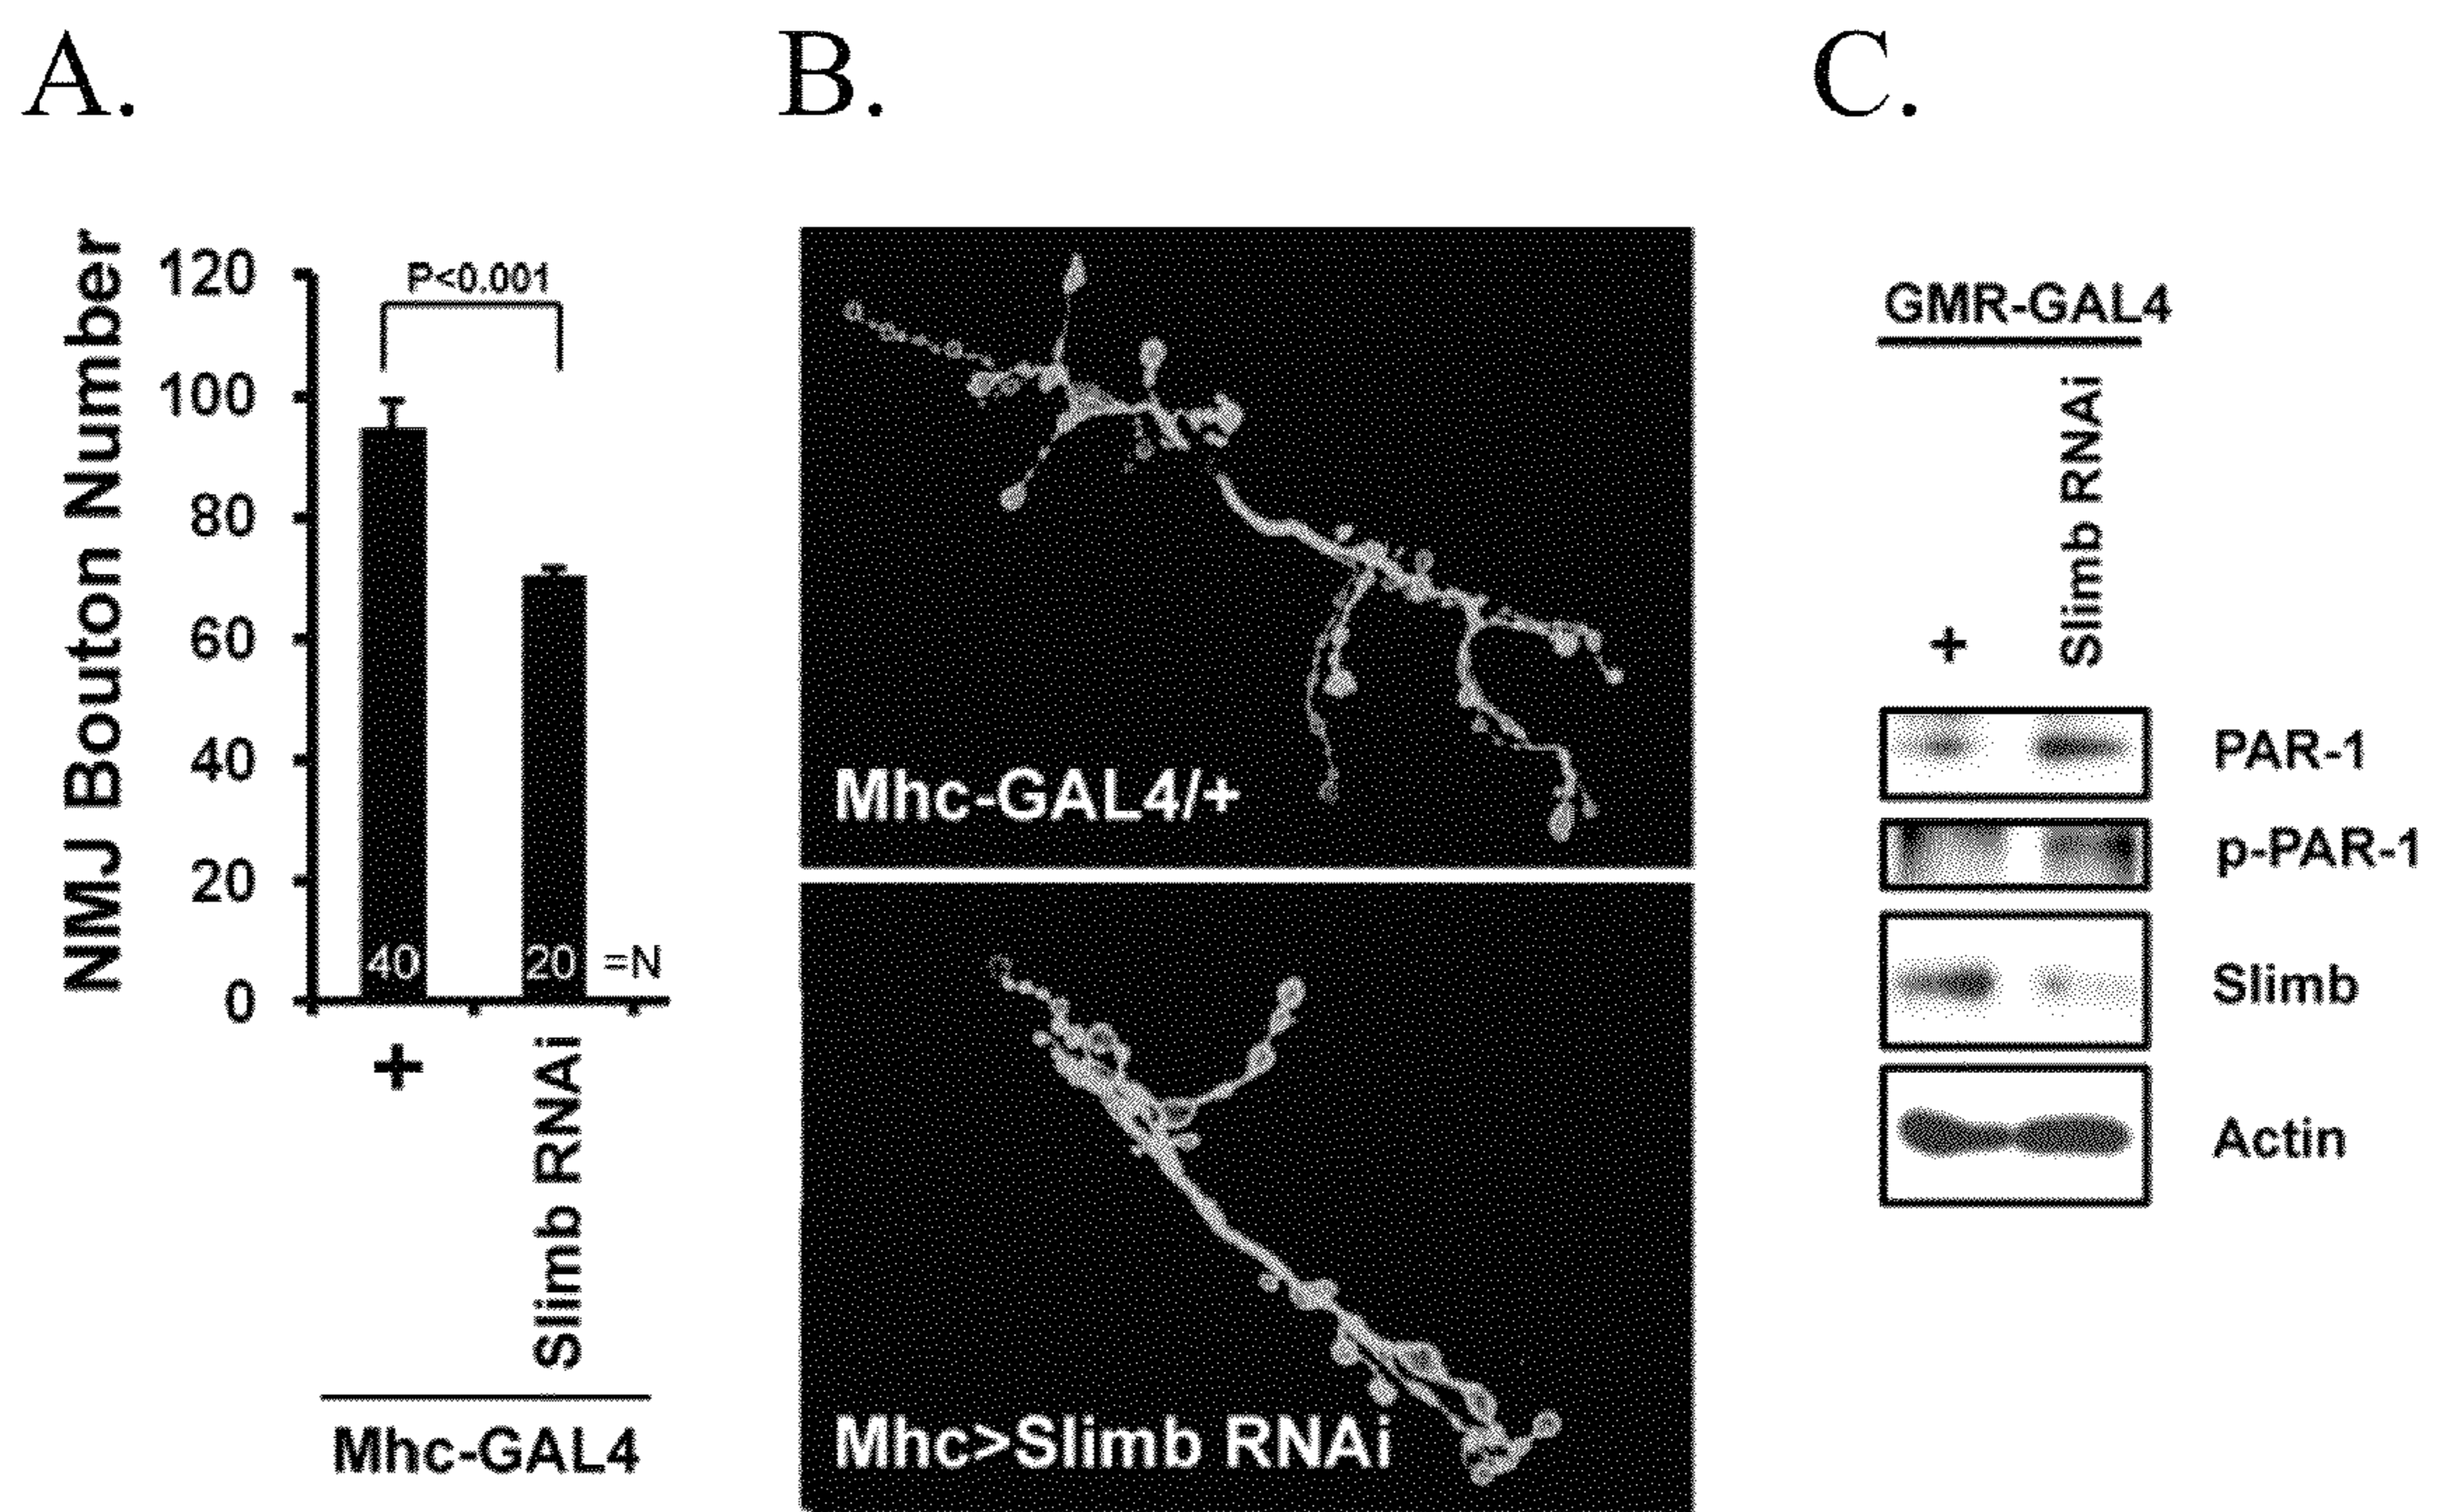 A.
NMJ Bouton Number
120
100
80
60
40
20
0
P<0.001
40
20
=N
+
Slimb RNAi
Mhc-GAL4
B.
Mhc-GAL4/+
Mhc>Slimb RNAi
C.
GMR-GAL4
+
Slimb RNAi
PAR-1
p-PAR-1
Slimb
Actin